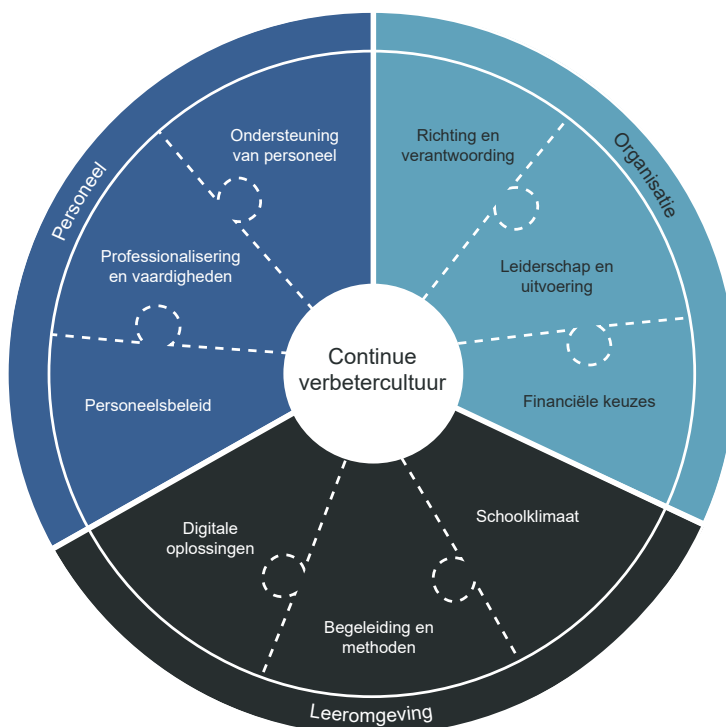 Personeel
Ondersteuning
van personeel
Professionalisering
en vaardigheden
Personeelsbeleid
Organisatie
Richting en
verantwoording
Leiderschap en
uitvoering
Financiële keuzes
Continue
verbetercultuur
Schoolklimaat
Digitale
oplossingen
Begeleiding en
methoden
Leeromgeving